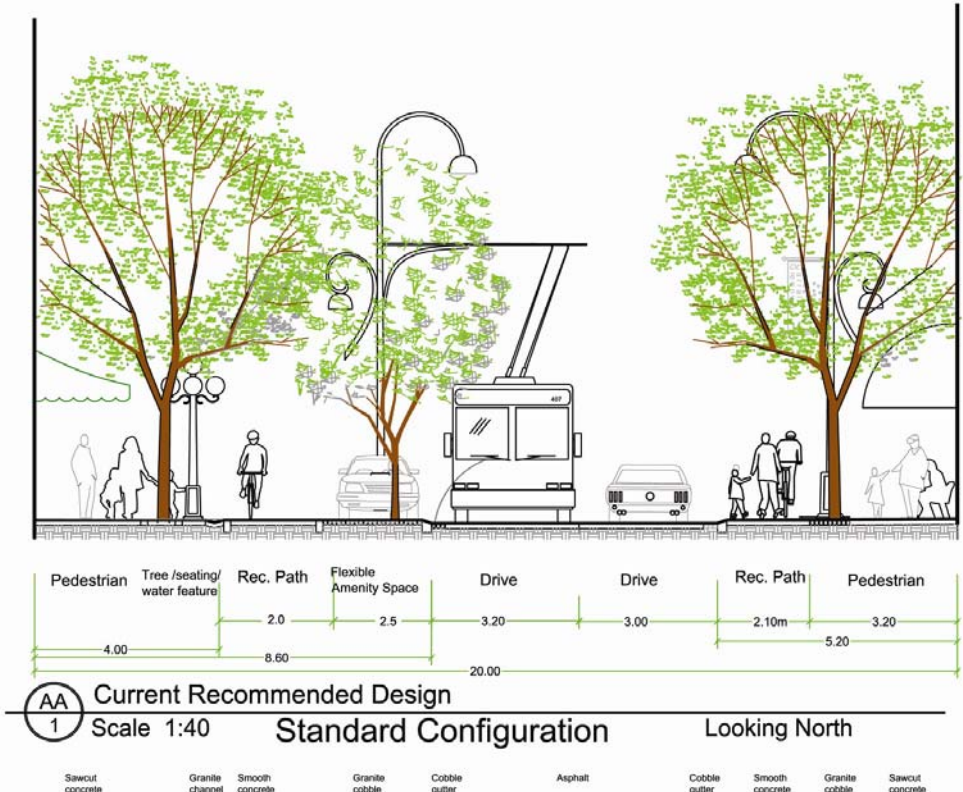 407
Pedestrian
Tree /seating/
water feature
Rec. Path
Flexible
Amenity Space
Drive
Drive
Rec. Path
Pedestrian
2.0
2.5
3.20
3.00
2.10m
3.20
4.00
8.60
5.20
20.00
AA
1
Current Recommended Design
Scale 1:40
Standard Configuration
Looking North
Sawcut
concrete
Granite
channel
Smooth
concrete
Granite
cobble
Cobble
gutter
Asphalt
Cobble
gutter
Smooth
concrete
Granite
cobble
Sawcut
concrete